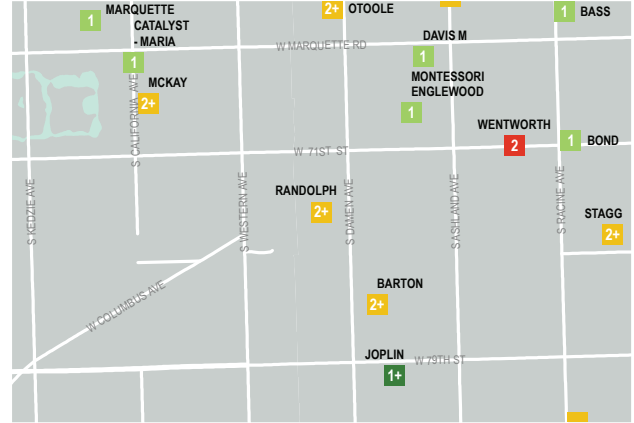 MARQUETTE
1
CATALYST
- MARIA
1
2+
OTOOLE
1
BASS
W MARQUETTE RD
DAVIS M
1
MCKAY
2+
MONTESSORI
ENGLEWOOD
1
WENTWORTH
2
1
BOND
S CALIFORNIA AVE
W 71ST ST
S KEDZIE AVE
S WESTERN AVE
RANDOLPH
2+
S DAMEN AVE
S ASHLAND AVE
S RACINE AVE
STAGG
2+
W COLUMBUS AVE
BARTON
2+
JOPLIN
1+
W 79TH ST